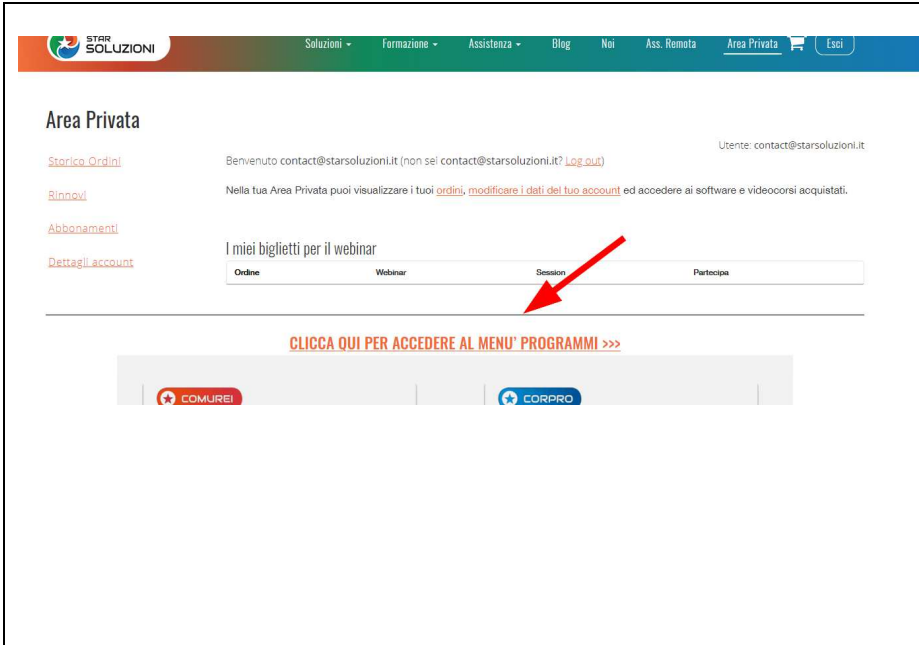 STAR
SOLUZIONI
Soluzioni Formazione Assistenza Blog Noi Ass. Remota Area Privata Esci
Area Privata
Utente: contact@starsoluzioni.it
Storico Ordini
Benvenuto contact@starsoluzioni.it (non sei contact@starsoluzioni.it? Log out)
Rinnovi
Nella tua Area Privata puoi visualizzare i tuoi ordini, modificare i dati del tuo account ed accedere ai software e videocorsi acquistati.
Abbonamenti
I miei biglietti per il webinar
Dettagli account
Ordine Webinar Session Partecipa
CLICCA QUI PER ACCEDERE AL MENU' PROGRAMMI >>>
COMUREI CORPRO